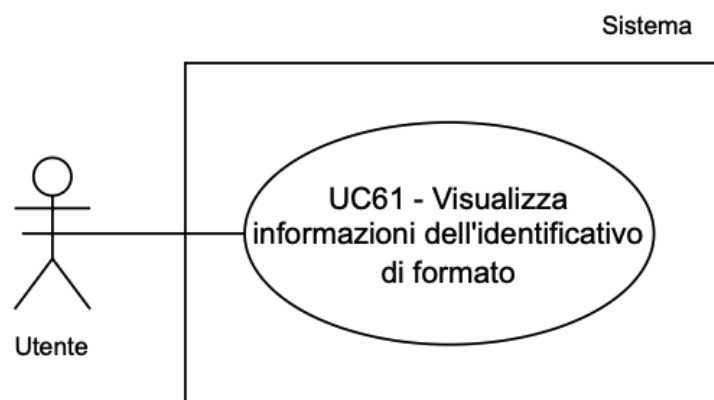 Sistema
UC61 - Visualizza
informazioni dell'identificativo
di formato
Utente